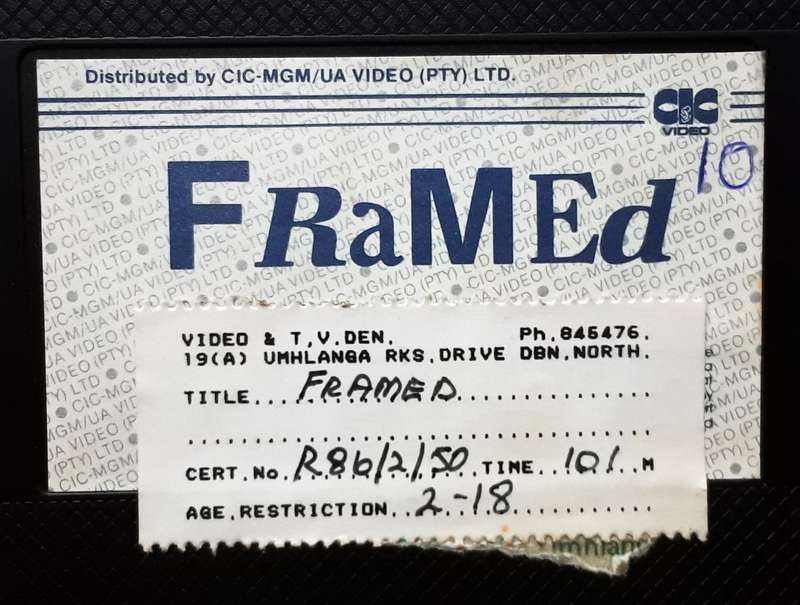 Distributed by CIC-MGM/UA VIDEO (PTY) LTD.
CIC
VIDEO
10
FRaMEd
VIDEO & T.V.DEN. Ph.845476.
19(A) UMHLANGA RKS.DRIVE DBN.NORTH.
TITLE....FRAMED................
CERT.No.R86/2/50.TIME..101..M
AGE.RESTRICTION..2-18............